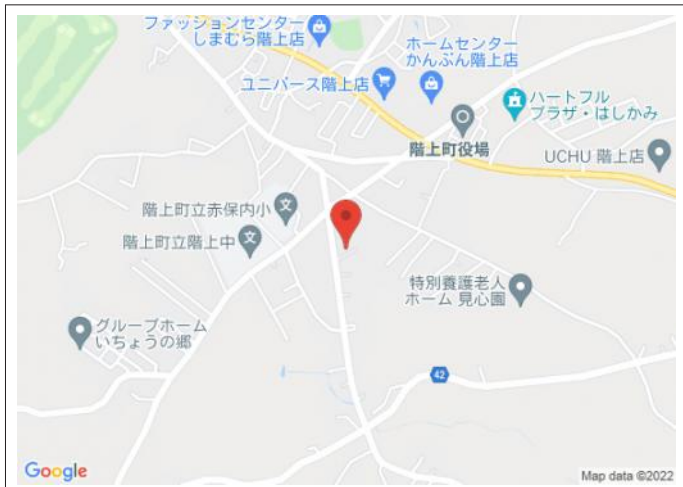 ファッションセンター
しまむら階上店
ホームセンター
かんぶん階上店
ユニバース階上店
ハートフル
プラザ・はしかみ
階上町役場
UCHU 階上店
階上町立赤保内小
文
階上町立階上中
文
特別養護老人
ホーム 見心園
グループホーム
いちょうの郷
42
Google
Map data ©2022